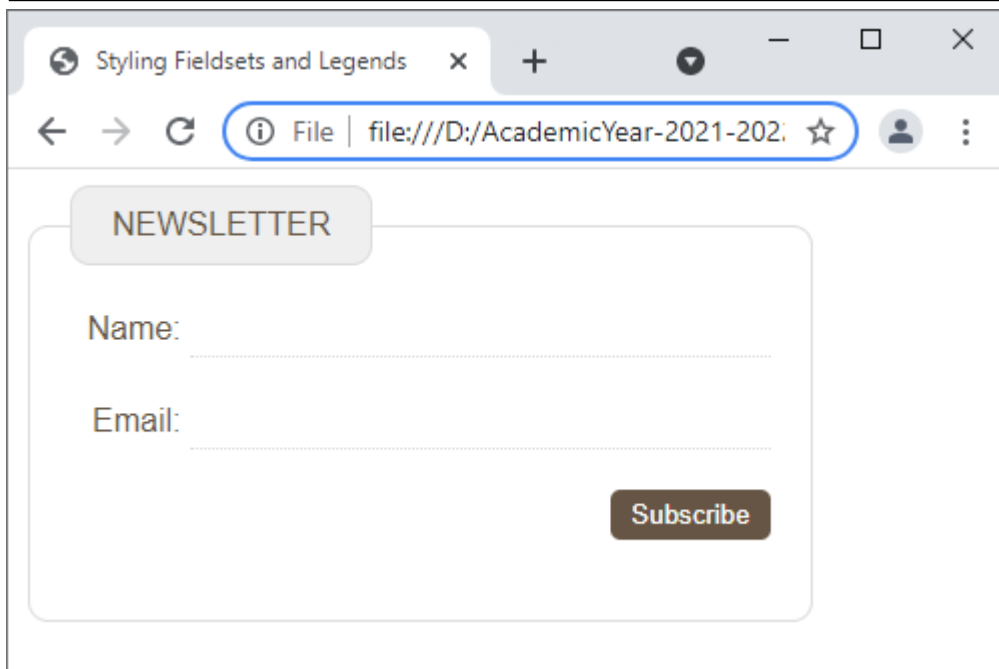 Styling Fieldsets and Legends
File | file:///D:/AcademicYear-2021-202
NEWSLETTER
Name:
Email:
Subscribe